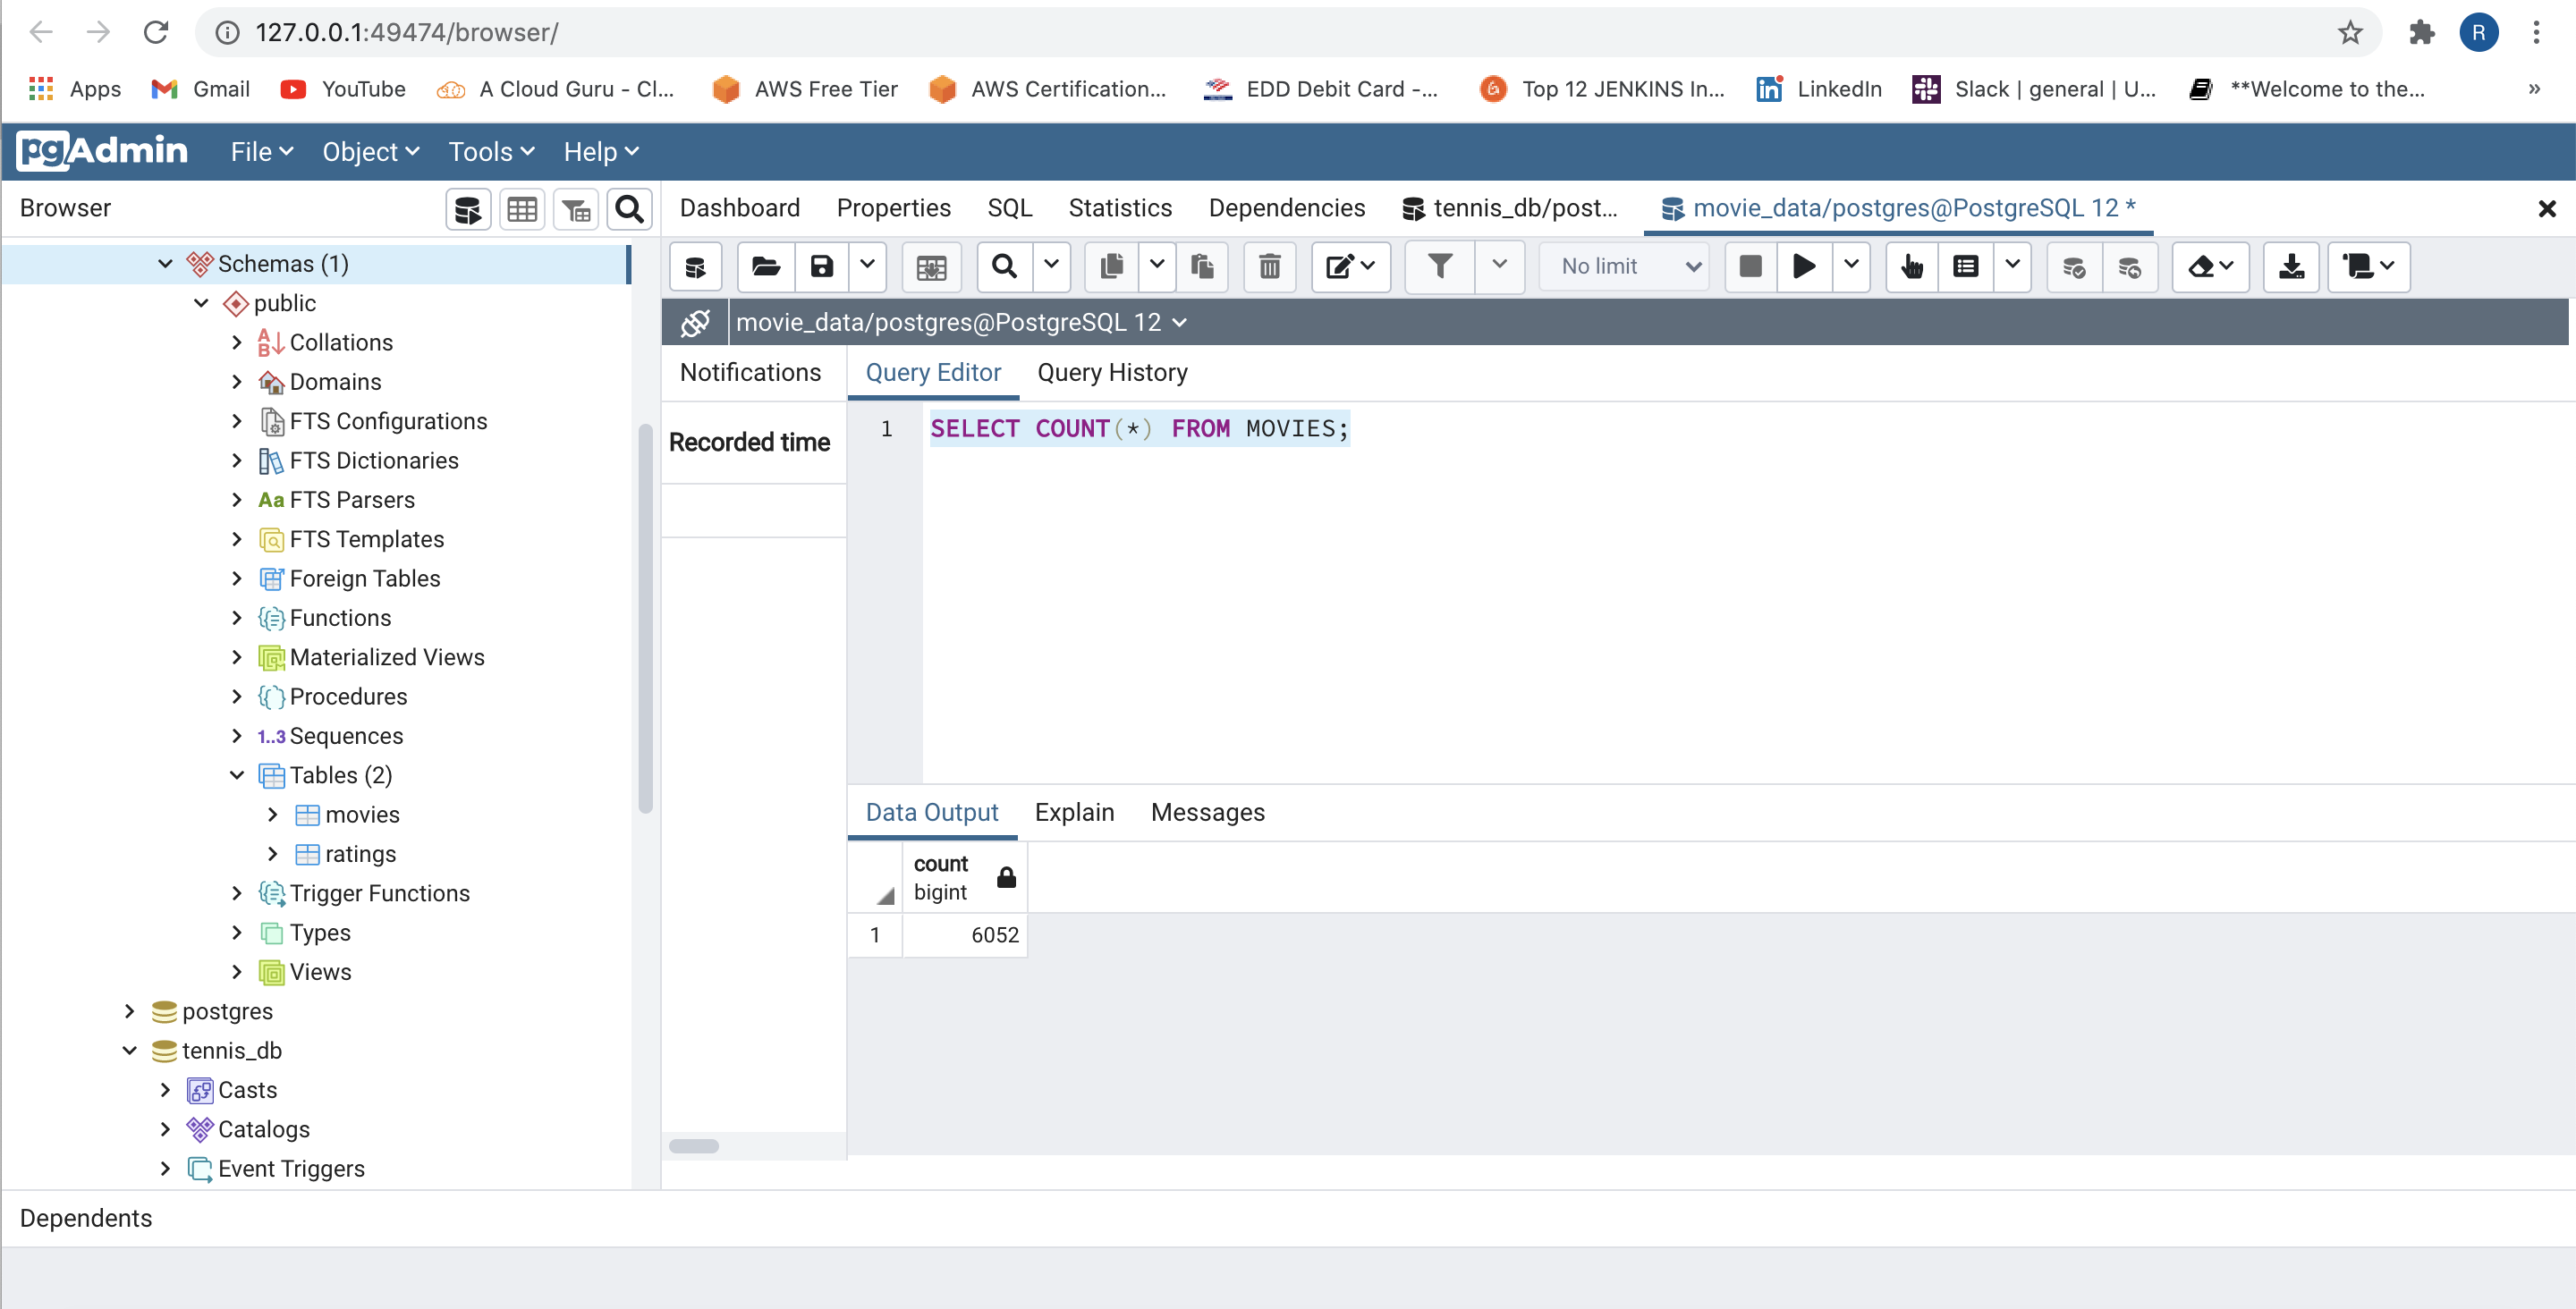 127.0.0.1:49474/browser/
R
Apps
Gmail
YouTube
A Cloud Guru - Cl...
AWS Free Tier
AWS Certification...
EDD Debit Card -...
Top 12 JENKINS In...
LinkedIn
Slack | general | U...
**Welcome to the...
»
pgAdmin
File
Object
Tools
Help
Browser
Dashboard
Properties
SQL
Statistics
Dependencies
tennis_db/post...
movie_data/postgres@PostgreSQL 12 *
No limit
movie_data/postgres@PostgreSQL 12
Schemas (1)
public
Collations
Domains
FTS Configurations
FTS Dictionaries
Aa FTS Parsers
FTS Templates
Foreign Tables
Functions
Materialized Views
Procedures
1..3 Sequences
Tables (2)
movies
ratings
Trigger Functions
Types
Views
postgres
tennis_db
Casts
Catalogs
Event Triggers
Notifications
Recorded time
Query Editor
Query History
1 SELECT COUNT(*) FROM MOVIES;
Data Output
Explain
Messages
count
bigint
1 6052
Dependents